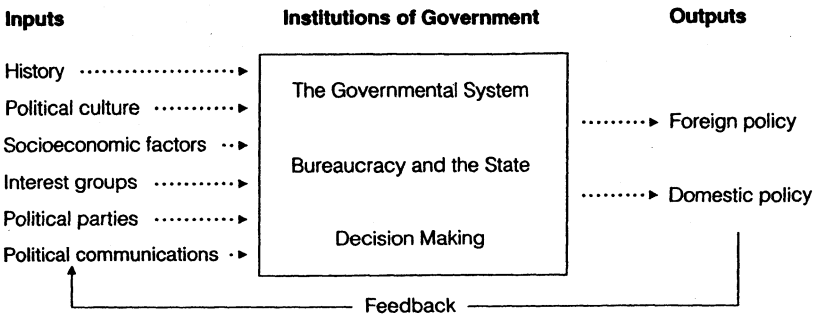 Inputs
Institutions of Government
Outputs
History
Political culture
Socioeconomic factors
Interest groups
Political parties
Political communications
The Governmental System
Bureaucracy and the State
Decision Making
Foreign policy
Domestic policy
Feedback